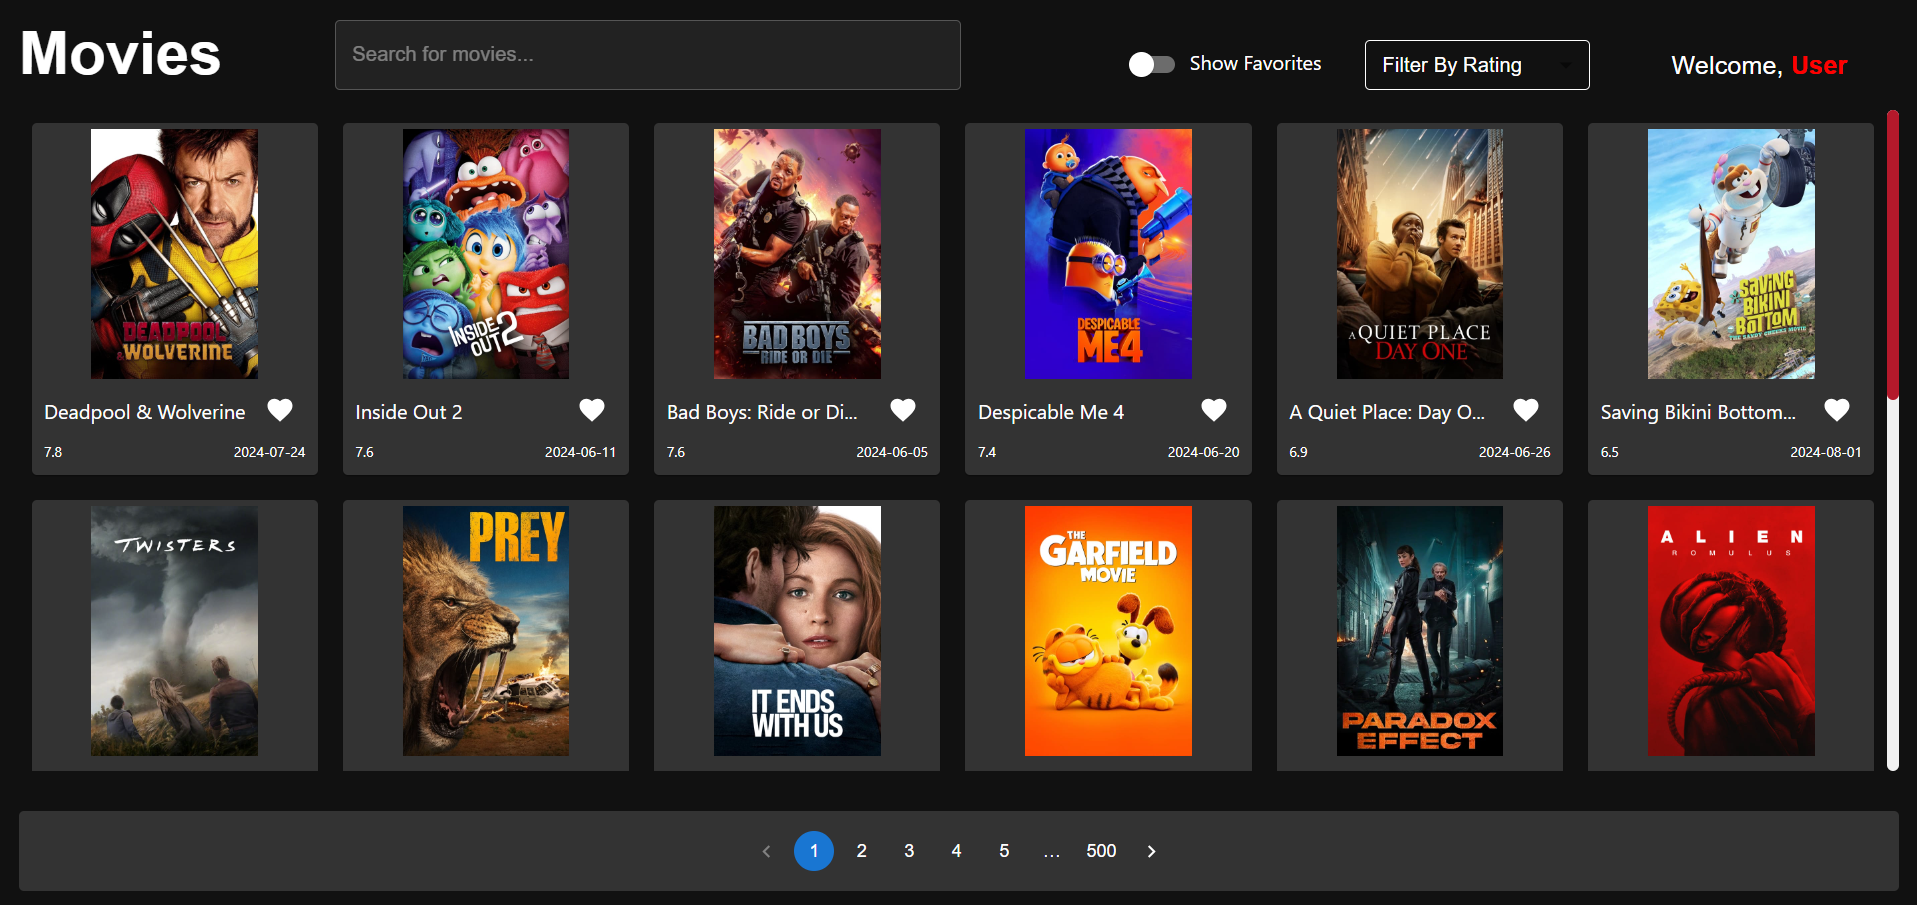 Movies
Search for movies...
Show Favorites
Filter By Rating
Welcome, User
DEADPOOL
& WOLVERINE
INSIDE
OUT 2
BAD BOYS
RIDE OR DIE
DESPICABLE
ME 4
A QUIET PLACE
DAY ONE
SAVING
BIKINI
BOTTOM
THE SANDY CHEEKS MOVIE
Deadpool & Wolverine
Inside Out 2
Bad Boys: Ride or Di...
Despicable Me 4
A Quiet Place: Day O...
Saving Bikini Bottom...
7.8 2024-07-24
7.6 2024-06-11
7.6 2024-06-05
7.4 2024-06-20
6.9 2024-06-26
6.5 2024-08-01
TWISTERS
PREY
IT ENDS
WITH US
THE
GARFIELD
MOVIE
PARADOX
EFFECT
ALIEN
ROMULUS
1 2 3 4 5 ... 500